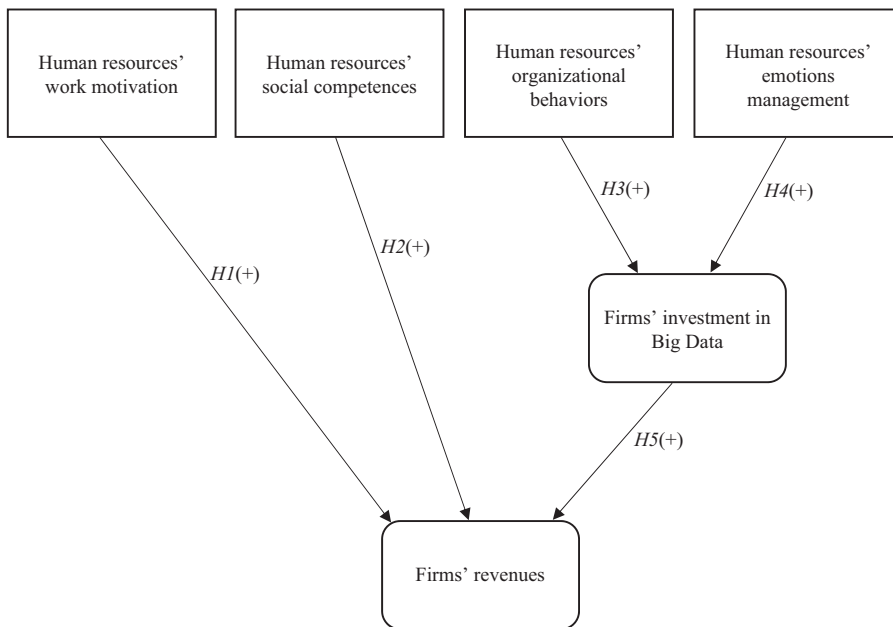 Human resources’
work motivation
Human resources’
social competences
Human resources’
organizational
behaviors
Human resources’
emotions
management
H3(+)
H4(+)
H2(+)
H1(+)
Firms’ investment in
Big Data
H5(+)
Firms’ revenues